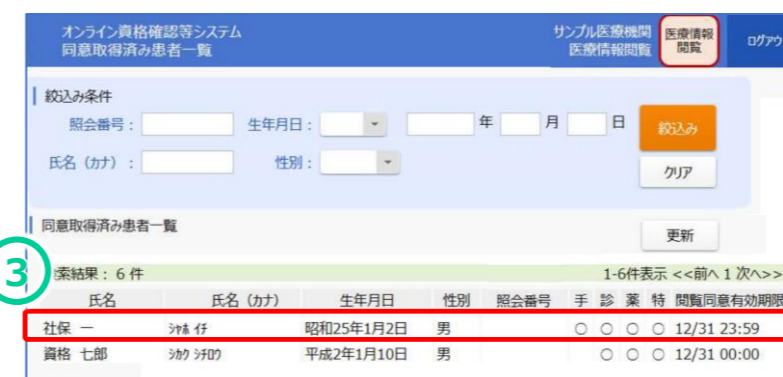 オンライン資格確認等システム
同意取得済み患者一覧
サンプル医療機関
医療情報閲覧
医療情報
閲覧
ログアウ
絞込み条件
照会番号： 生年月日： 年 月 日 絞込み
氏名（カナ）： 性別： クリア
同意取得済み患者一覧 更新
3
索結果：6 件 1-6件表示 <<前へ 1 次へ>>
氏名 氏名（カナ） 生年月日 性別 照会番号 手 診 薬 特 閲覧同意有効期限
社保 一 ｼｬﾎ ｲﾁ 昭和25年1月2日 男 ○ ○ ○ ○ 12/31 23:59
資格 七郎 ｼｶｸ ｼﾁﾛｳ 平成2年1月10日 男 ○ ○ ○ 12/31 00:00